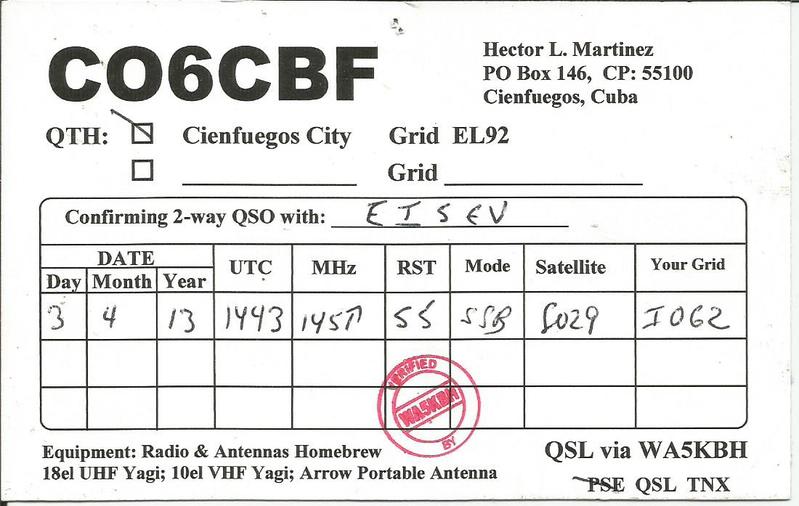 CO6CBF
Hector L. Martinez
PO Box 146, CP: 55100
Cienfuegos, Cuba
QTH: Cienfuegos City Grid EL92
Grid
Confirming 2-way QSO with: EI5EV
DATE UTC MHz RST Mode Satellite Your Grid
Day Month Year
3 4 13 1443 145↑ 55 SSB SO29 IO62
VERIFIED
WA5KBH
BY
Equipment: Radio & Antennas Homebrew
18el UHF Yagi; 10el VHF Yagi; Arrow Portable Antenna
QSL via WA5KBH
PSE QSL TNX